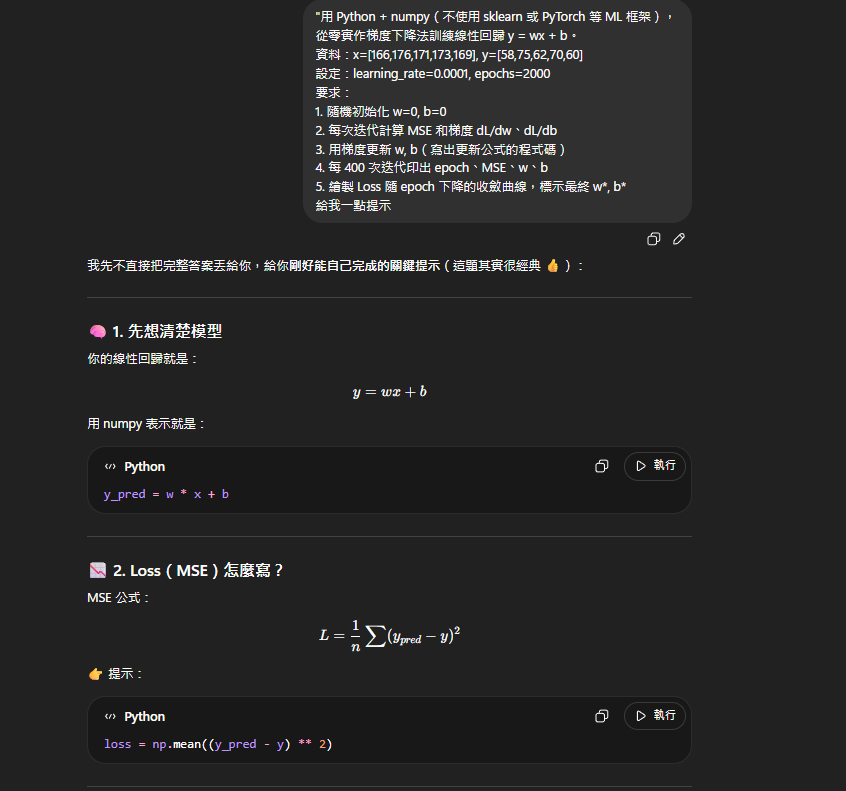 "用 Python + numpy（不使用 sklearn 或 PyTorch 等 ML 框架），
從零實作梯度下降法訓練線性回歸 y = wx + b。
資料：x=[166,176,171,173,169], y=[58,75,62,70,60]
設定：learning_rate=0.0001, epochs=2000
要求：
1. 隨機初始化 w=0, b=0
2. 每次迭代計算 MSE 和梯度 dL/dw、dL/db
3. 用梯度更新 w, b（寫出更新公式的程式碼）
4. 每 400 次迭代印出 epoch、MSE、w、b
5. 繪製 Loss 隨 epoch 下降的收斂曲線，標示最終 w*, b*
給我一點提示
我先不直接把完整答案丟給你，給你剛好能自己完成的關鍵提示（這題其實很經典 👍）：
🧠 1. 先想清楚模型
你的線性回歸就是：
y = wx + b
用 numpy 表示就是：
Python
執行
y_pred = w * x + b
📉 2. Loss（MSE）怎麼寫？
MSE 公式：
L = 1/n ∑(y_pred − y)²
👉 提示：
Python
執行
loss = np.mean((y_pred - y) ** 2)